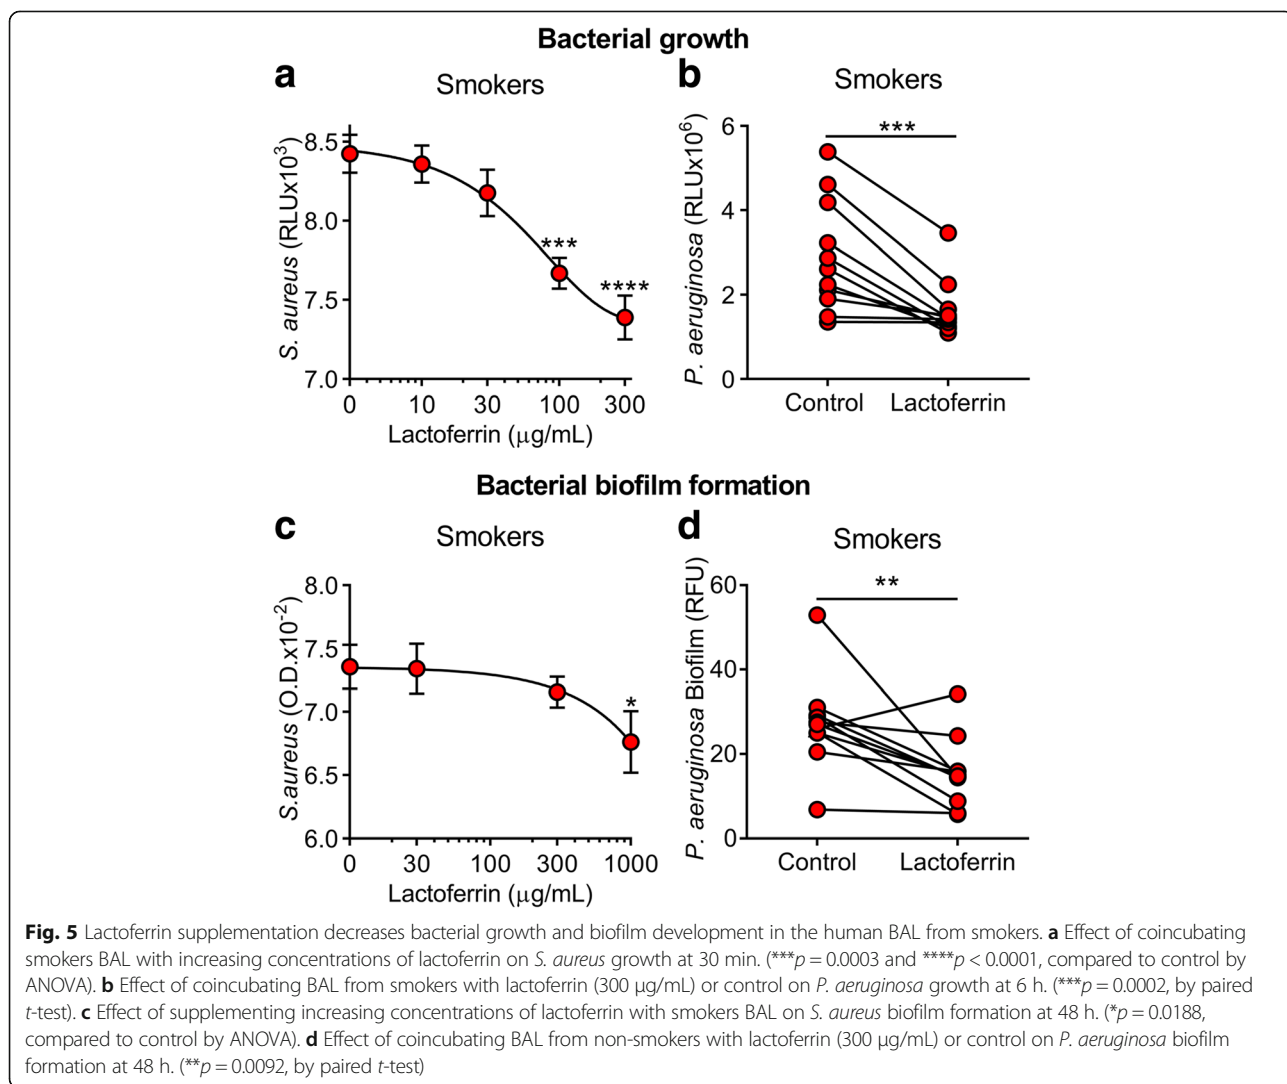 Bacterial growth
a
Smokers
S. aureus (RLUx10³)
8.5
8.0
7.5
7.0
***
****
0 10 30 100 300
Lactoferrin (µg/mL)
b
Smokers
P. aeruginosa (RLUx10⁶)
6
4
2
0
***
Control Lactoferrin
Bacterial biofilm formation
c
Smokers
S.aureus (O.D.x10⁻²)
8.0
7.5
7.0
6.5
6.0
*
0 30 100 300 1000
Lactoferrin (µg/mL)
d
Smokers
P. aeruginosa Biofilm (RFU)
60
40
20
0
**
Control Lactoferrin
Fig. 5 Lactoferrin supplementation decreases bacterial growth and biofilm development in the human BAL from smokers. a Effect of coincubating
smokers BAL with increasing concentrations of lactoferrin on S. aureus growth at 30 min. (***p = 0.0003 and ****p < 0.0001, compared to control by
ANOVA). b Effect of coincubating BAL from smokers with lactoferrin (300 µg/mL) or control on P. aeruginosa growth at 6 h. (***p = 0.0002, by paired
t-test). c Effect of supplementing increasing concentrations of lactoferrin with smokers BAL on S. aureus biofilm formation at 48 h. (*p = 0.0188,
compared to control by ANOVA). d Effect of coincubating BAL from non-smokers with lactoferrin (300 µg/mL) or control on P. aeruginosa biofilm
formation at 48 h. (**p = 0.0092, by paired t-test)